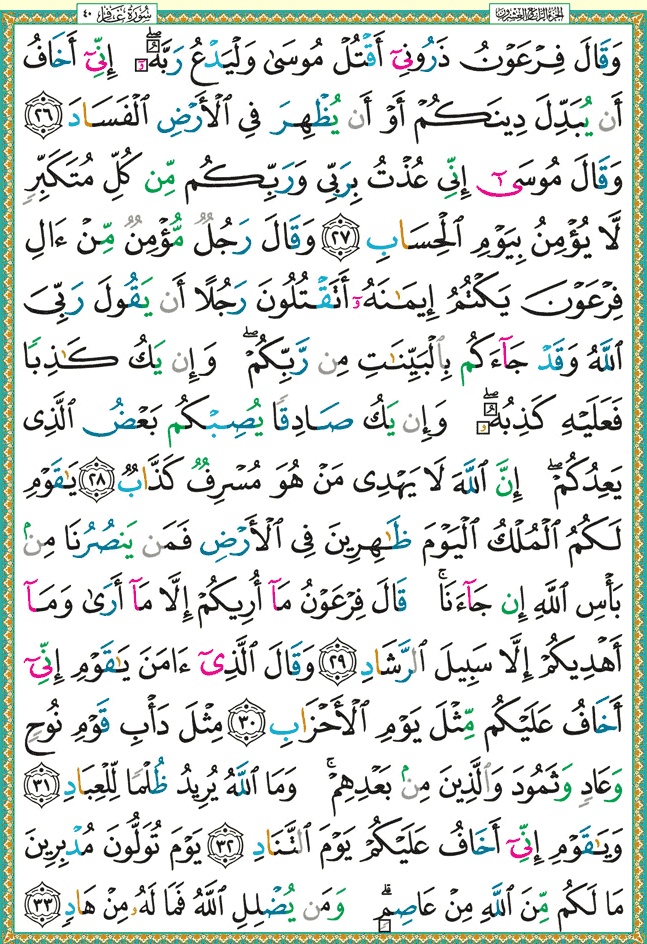 الجزء الرابع والعشرون سُورَةُ غَافِر ٤٠
وَقَالَ فِرْعَوْنُ ذَرُونِىٓ أَقْتُلْ مُوسَىٰ وَلْيَدْعُ رَبَّهُۥٓ ۖ إِنِّىٓ أَخَافُ
أَن يُبَدِّلَ دِينَكُمْ أَوْ أَن يُظْهِرَ فِى ٱلْأَرْضِ ٱلْفَسَادَ ٢٦
وَقَالَ مُوسَىٰٓ إِنِّى عُذْتُ بِرَبِّى وَرَبِّكُم مِّن كُلِّ مُتَكَبِّرٍ
لَّا يُؤْمِنُ بِيَوْمِ ٱلْحِسَابِ ٢٧ وَقَالَ رَجُلٌ مُّؤْمِنٌ مِّنْ ءَالِ
فِرْعَوْنَ يَكْتُمُ إِيمَـٰنَهُۥٓ أَتَقْتُلُونَ رَجُلًا أَن يَقُولَ رَبِّىَ
ٱللَّهُ وَقَدْ جَآءَكُم بِٱلْبَيِّنَـٰتِ مِن رَّبِّكُمْ ۖ وَإِن يَكُ كَـٰذِبًا
فَعَلَيْهِ كَذِبُهُۥ ۖ وَإِن يَكُ صَادِقًا يُصِبْكُم بَعْضُ ٱلَّذِى
يَعِدُكُمْ ۖ إِنَّ ٱللَّهَ لَا يَهْدِى مَنْ هُوَ مُسْرِفٌ كَذَّابٌ ٢٨ يَـٰقَوْمِ
لَكُمُ ٱلْمُلْكُ ٱلْيَوْمَ ظَـٰهِرِينَ فِى ٱلْأَرْضِ فَمَن يَنصُرُنَا مِنۢ
بَأْسِ ٱللَّهِ إِن جَآءَنَا ۚ قَالَ فِرْعَوْنُ مَآ أُرِيكُمْ إِلَّا مَآ أَرَىٰ وَمَآ
أَهْدِيكُمْ إِلَّا سَبِيلَ ٱلرَّشَادِ ٢٩ وَقَالَ ٱلَّذِىٓ ءَامَنَ يَـٰقَوْمِ إِنِّىٓ
أَخَافُ عَلَيْكُم مِّثْلَ يَوْمِ ٱلْأَحْزَابِ ٣٠ مِثْلَ دَأْبِ قَوْمِ نُوحٍ
وَعَادٍ وَثَمُودَ وَٱلَّذِينَ مِنۢ بَعْدِهِمْ ۚ وَمَا ٱللَّهُ يُرِيدُ ظُلْمًا لِّلْعِبَادِ ٣١
وَيَـٰقَوْمِ إِنِّىٓ أَخَافُ عَلَيْكُمْ يَوْمَ ٱلتَّنَادِ ٣٢ يَوْمَ تُوَلُّونَ مُدْبِرِينَ
مَا لَكُم مِّنَ ٱللَّهِ مِنْ عَاصِمٍ ۗ وَمَن يُضْلِلِ ٱللَّهُ فَمَا لَهُۥ مِنْ هَادٍ ٣٣